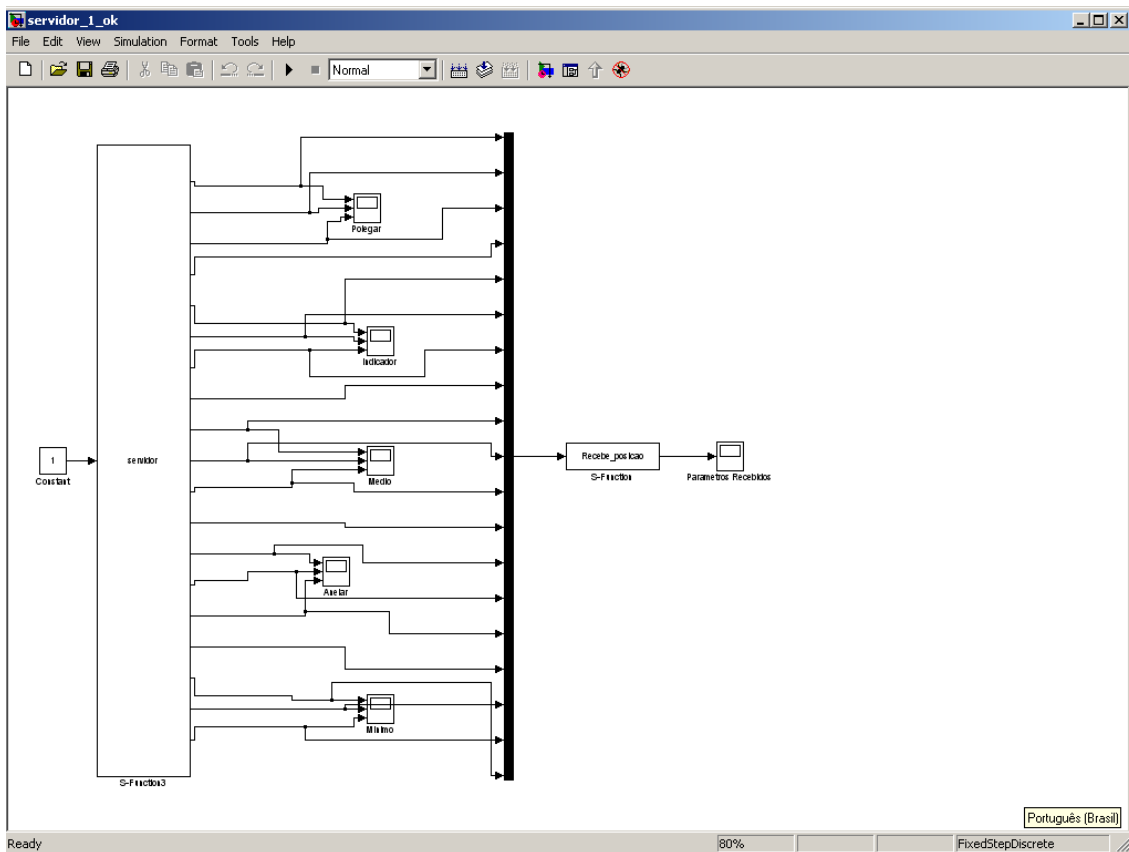 servidor_1_ok
File Edit View Simulation Format Tools Help
Normal
Polegar
Indicador
1
Constant
servidor
Medio
Recebe_posicao
S-Function
Parametros Recebidos
Anelar
Minimo
S-Function3
Português (Brasil)
Ready 80% FixedStepDiscrete